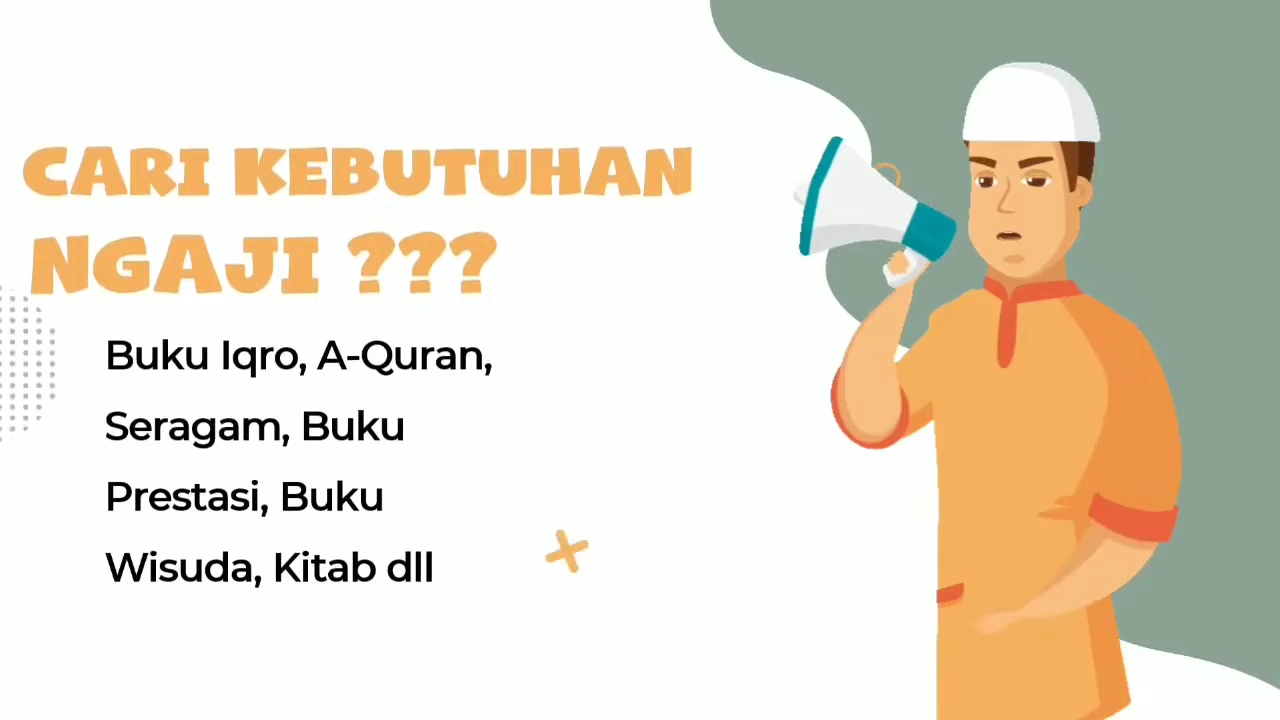 CARI KEBUTUHAN
NGAJI ???
Buku Iqro, A-Quran,
Seragam, Buku
Prestasi, Buku
Wisuda, Kitab dll